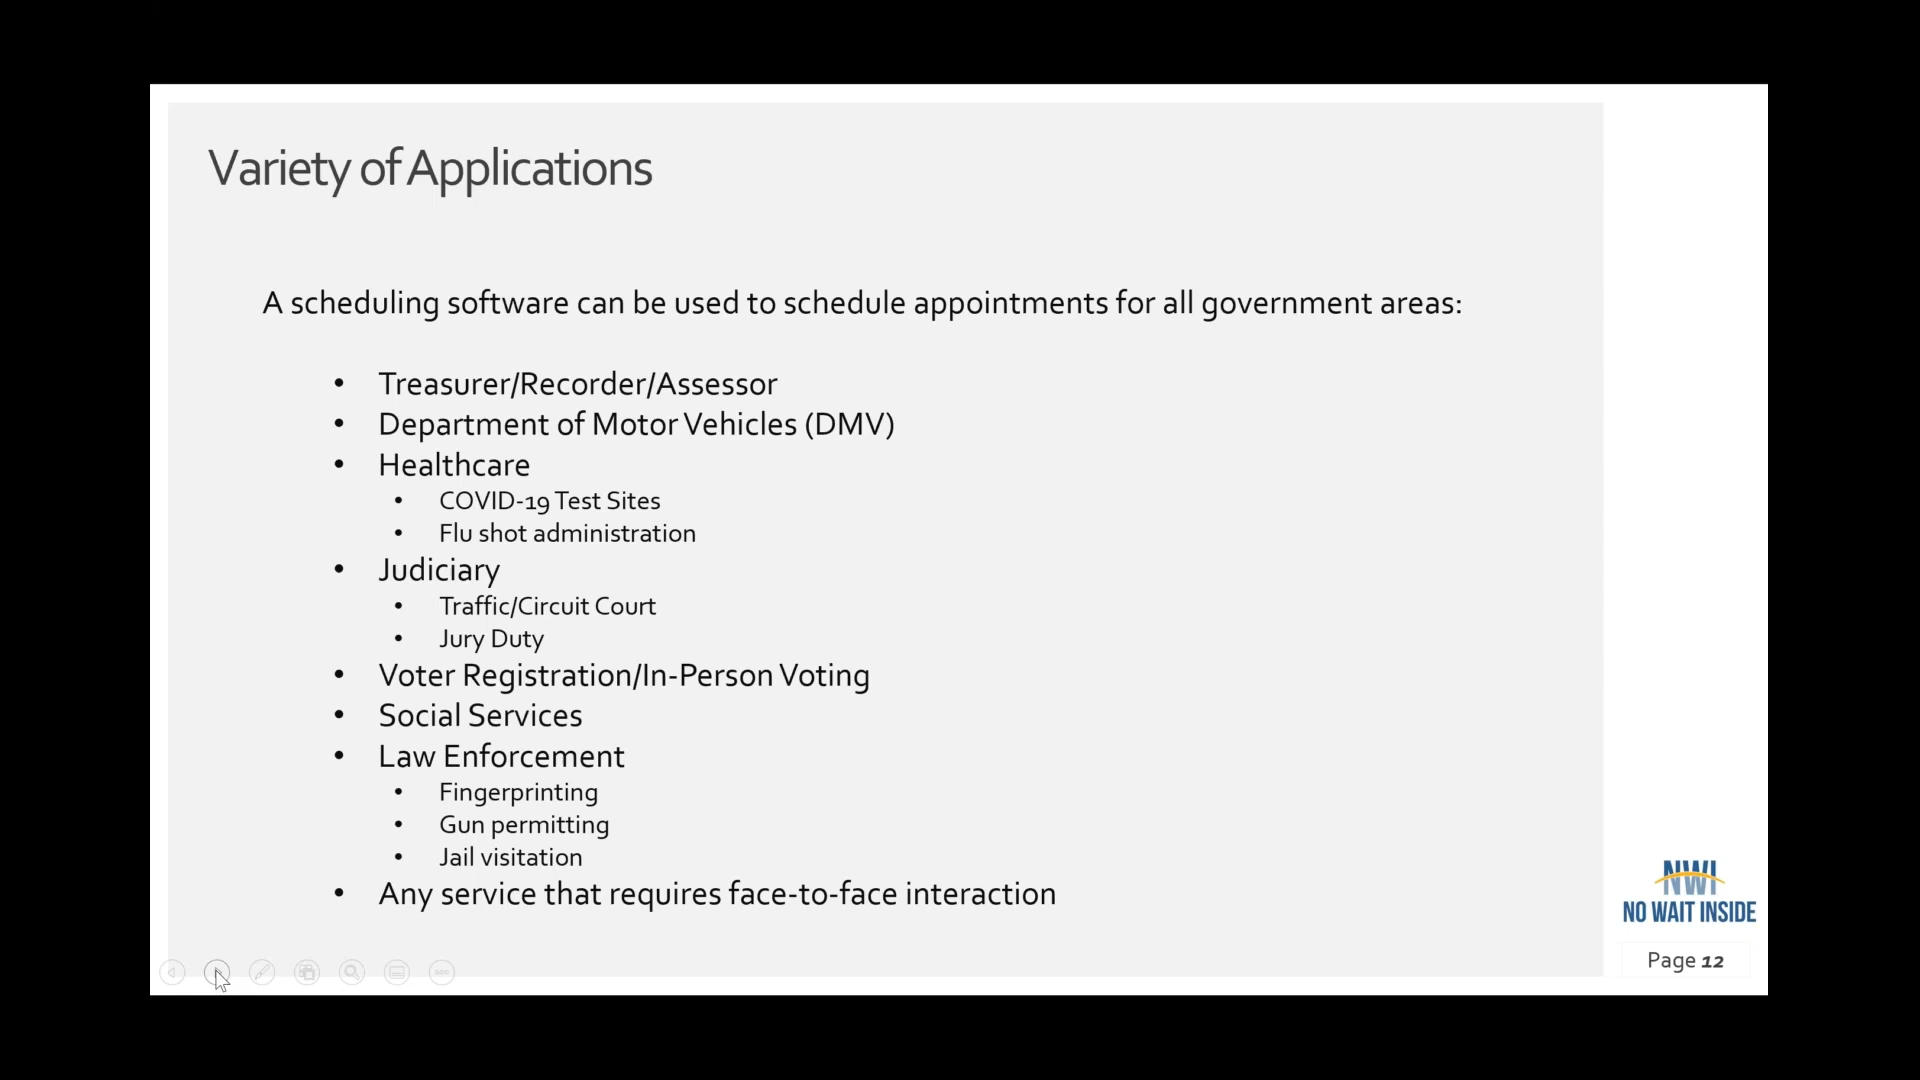 Variety of Applications
A scheduling software can be used to schedule appointments for all government areas:
• Treasurer/Recorder/Assessor
• Department of Motor Vehicles (DMV)
• Healthcare
• COVID-19 Test Sites
• Flu shot administration
• Judiciary
• Traffic/Circuit Court
• Jury Duty
• Voter Registration/In-Person Voting
• Social Services
• Law Enforcement
• Fingerprinting
• Gun permitting
• Jail visitation
• Any service that requires face-to-face interaction
NWI
NO WAIT INSIDE
Page 12